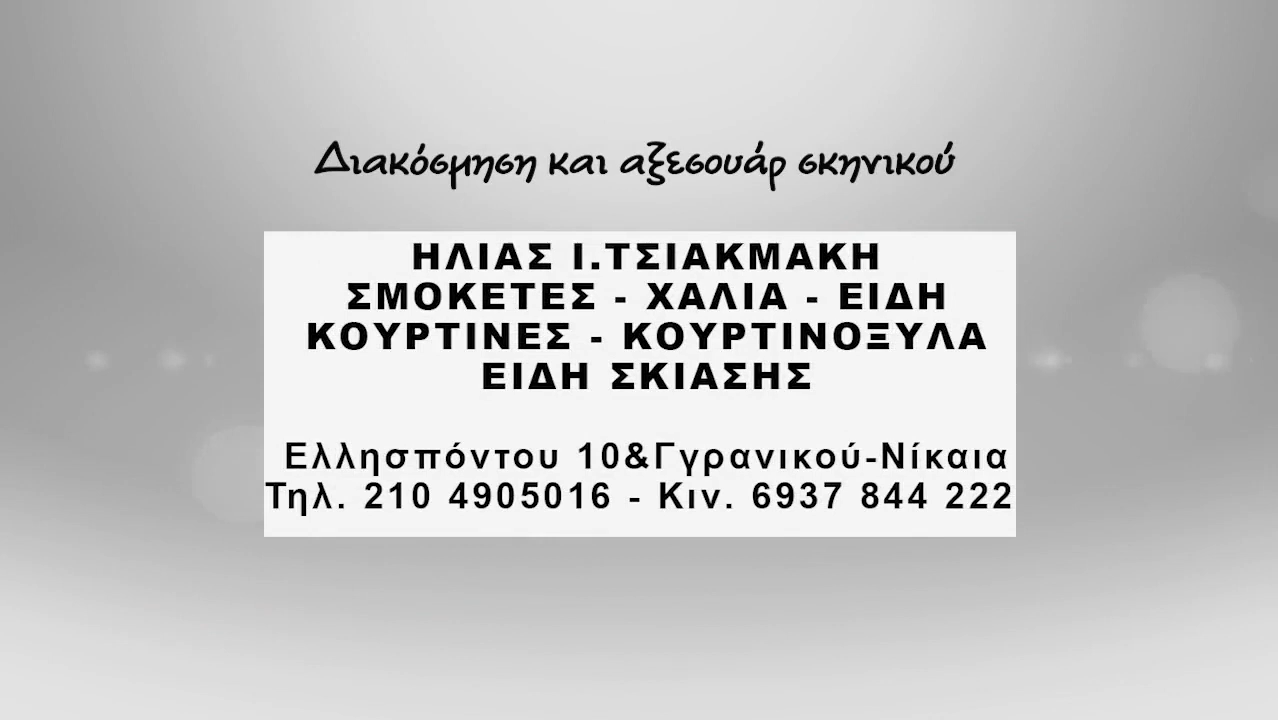 Διακόσμηση και αξεσουάρ σκηνικού
ΗΛΙΑΣ Ι.ΤΣΙΑΚΜΑΚΗ
ΣΜΟΚΕΤΕΣ - ΧΑΛΙΑ - ΕΙΔΗ
ΚΟΥΡΤΙΝΕΣ - ΚΟΥΡΤΙΝΟΞΥΛΑ
ΕΙΔΗ ΣΚΙΑΣΗΣ
Ελλησπόντου 10&Γγρανικού-Νίκαια
Τηλ. 210 4905016 - Κιν. 6937 844 222